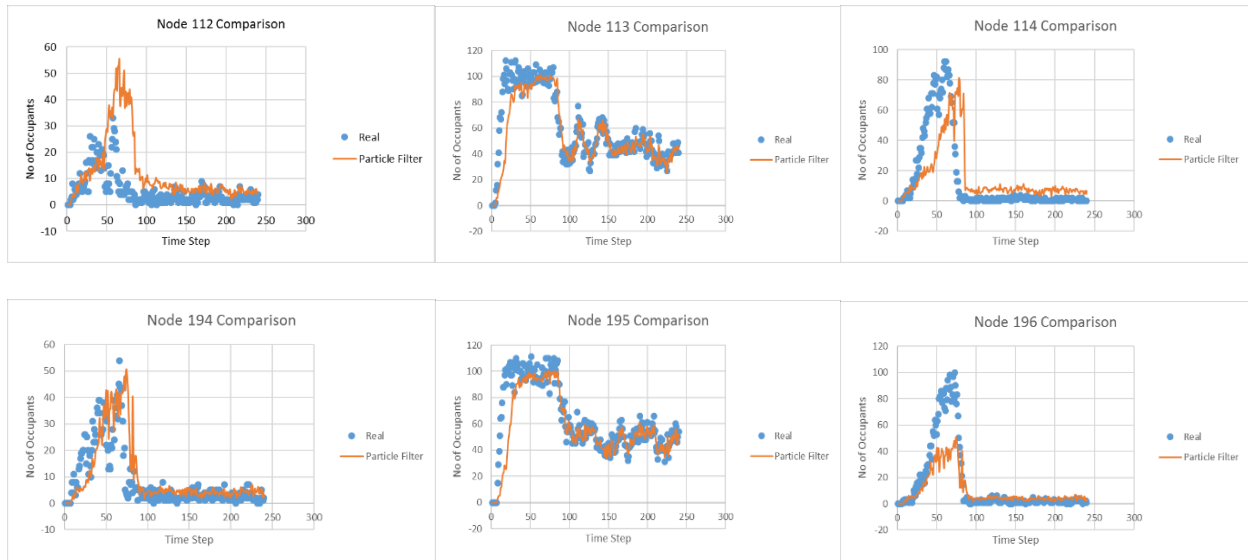 Node 112 Comparison
60
50
40
30
20
10
0
-10
0 50 100 150 200 250 300
No of Occupants
Time Step
Real
Particle Filter
Node 113 Comparison
120
100
80
60
40
20
0
-20
0 50 100 150 200 250 300
No of Occupants
Time Step
Real
Particle Filter
Node 114 Comparison
100
80
60
40
20
0
-20
0 50 100 150 200 250 300
No of Occupants
Time Step
Real
Particle Filter
Node 194 Comparison
60
50
40
30
20
10
0
-10
0 50 100 150 200 250 300
No of Occupants
Time Step
Real
Particle Filter
Node 195 Comparison
120
100
80
60
40
20
0
-20
0 50 100 150 200 250 300
No of Occupants
Time Step
Real
Particle Filter
Node 196 Comparison
120
100
80
60
40
20
0
-20
0 50 100 150 200 250 300
No of Occupants
Time Step
Real
Particle Filter